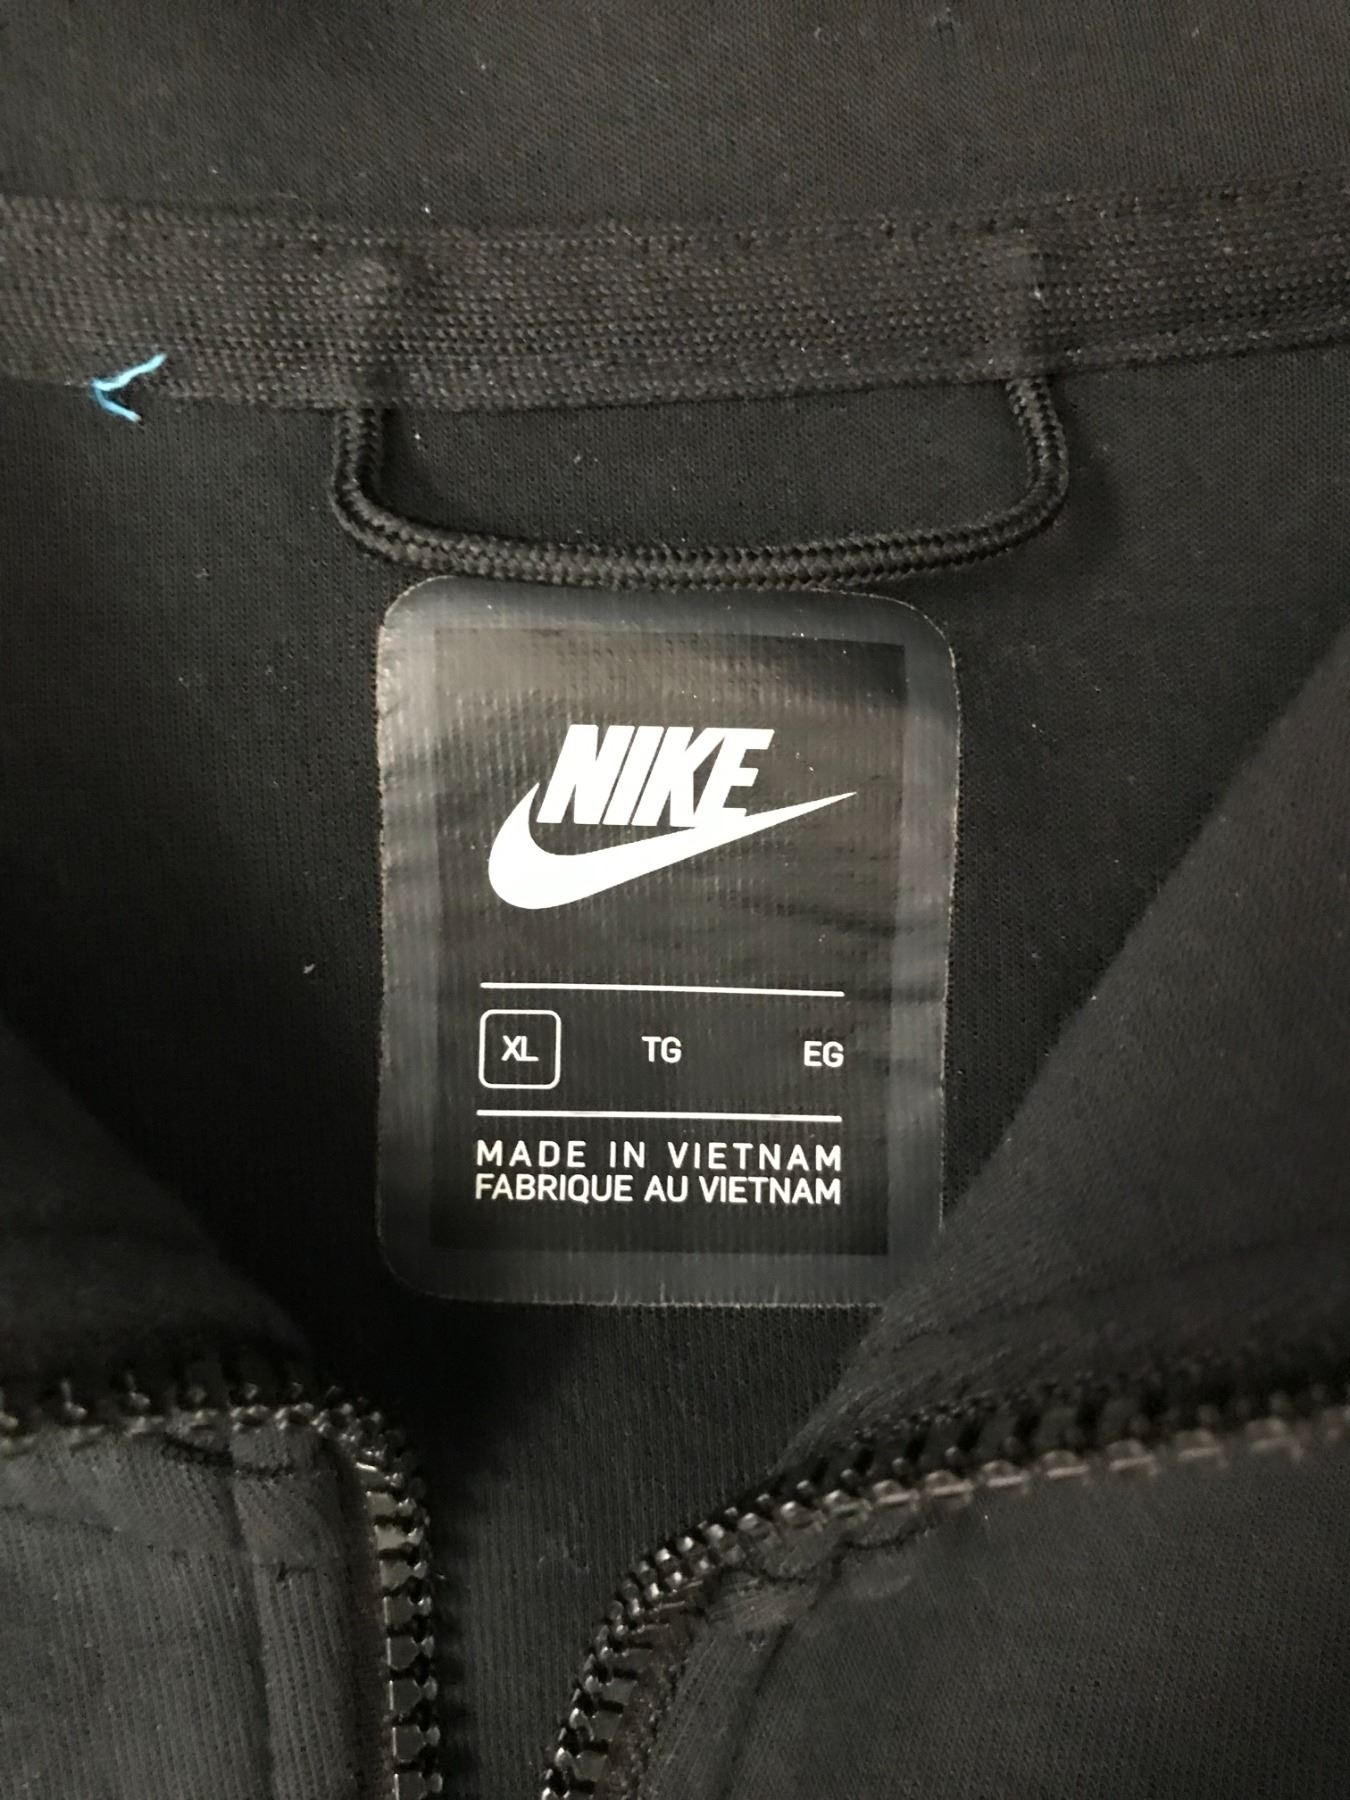 NIKE
XL TG EG
MADE IN VIETNAM
FABRIQUE AU VIETNAM